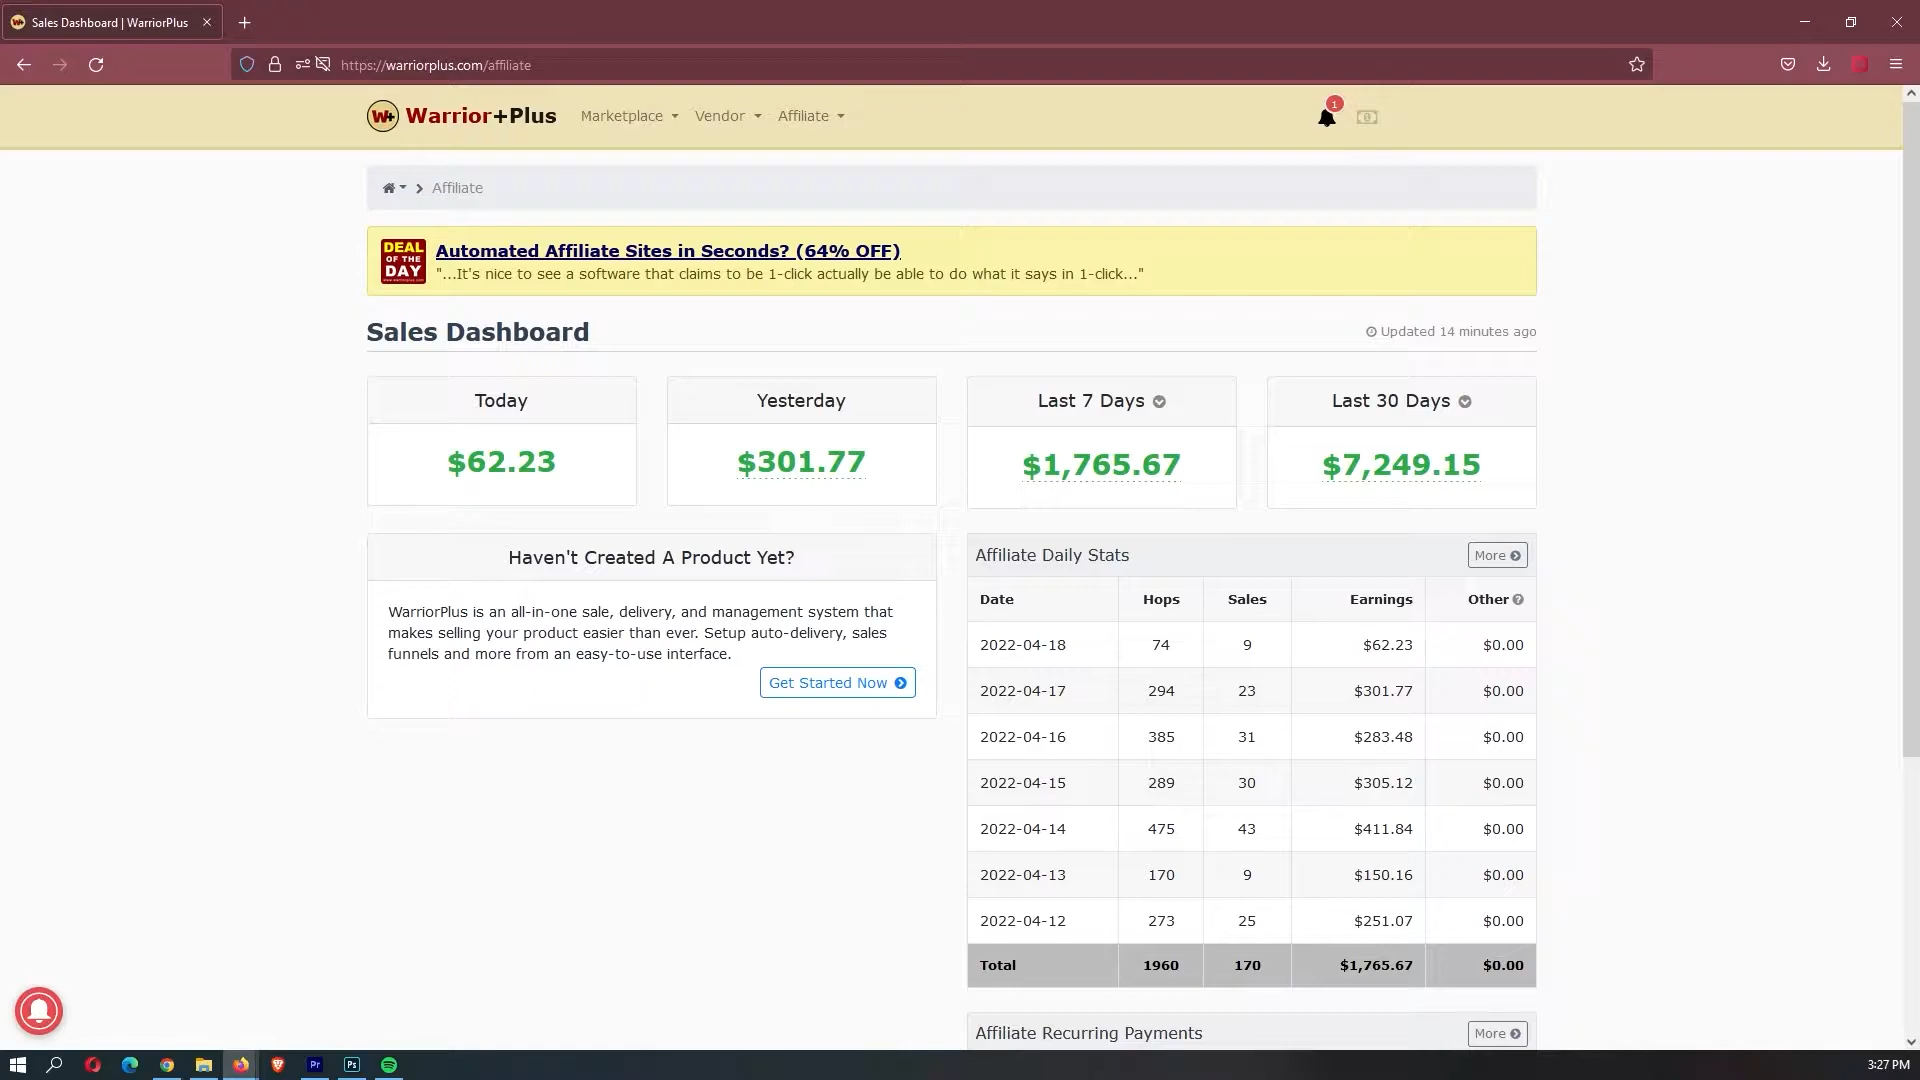 Sales Dashboard | WarriorPlus
https://warriorplus.com/affiliate
W+ Warrior+Plus Marketplace Vendor Affiliate 1
Affiliate
DEAL OF THE DAY
Automated Affiliate Sites in Seconds? (64% OFF)
"...It's nice to see a software that claims to be 1-click actually be able to do what it says in 1-click..."
Sales Dashboard Updated 14 minutes ago
Today Yesterday Last 7 Days Last 30 Days
$62.23 $301.77 $1,765.67 $7,249.15
Haven't Created A Product Yet?
WarriorPlus is an all-in-one sale, delivery, and management system that
makes selling your product easier than ever. Setup auto-delivery, sales
funnels and more from an easy-to-use interface.
Get Started Now
Affiliate Daily Stats More
Date Hops Sales Earnings Other
2022-04-18 74 9 $62.23 $0.00
2022-04-17 294 23 $301.77 $0.00
2022-04-16 385 31 $283.48 $0.00
2022-04-15 289 30 $305.12 $0.00
2022-04-14 475 43 $411.84 $0.00
2022-04-13 170 9 $150.16 $0.00
2022-04-12 273 25 $251.07 $0.00
Total 1960 170 $1,765.67 $0.00
Affiliate Recurring Payments More
Pr Ps 3:27 PM